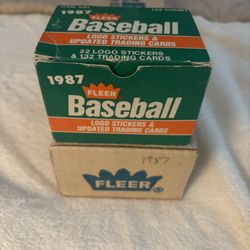 132 COUNT
1987
FLEER
Baseball
LOGO STICKERS &
UPDATED TRADING CARDS
22 LOGO STICKERS
& 132 TRADING CARDS
1987
FLEER
Baseball
LOGO STICKERS &
UPDATED TRADING CARDS
1987
FLEER
®